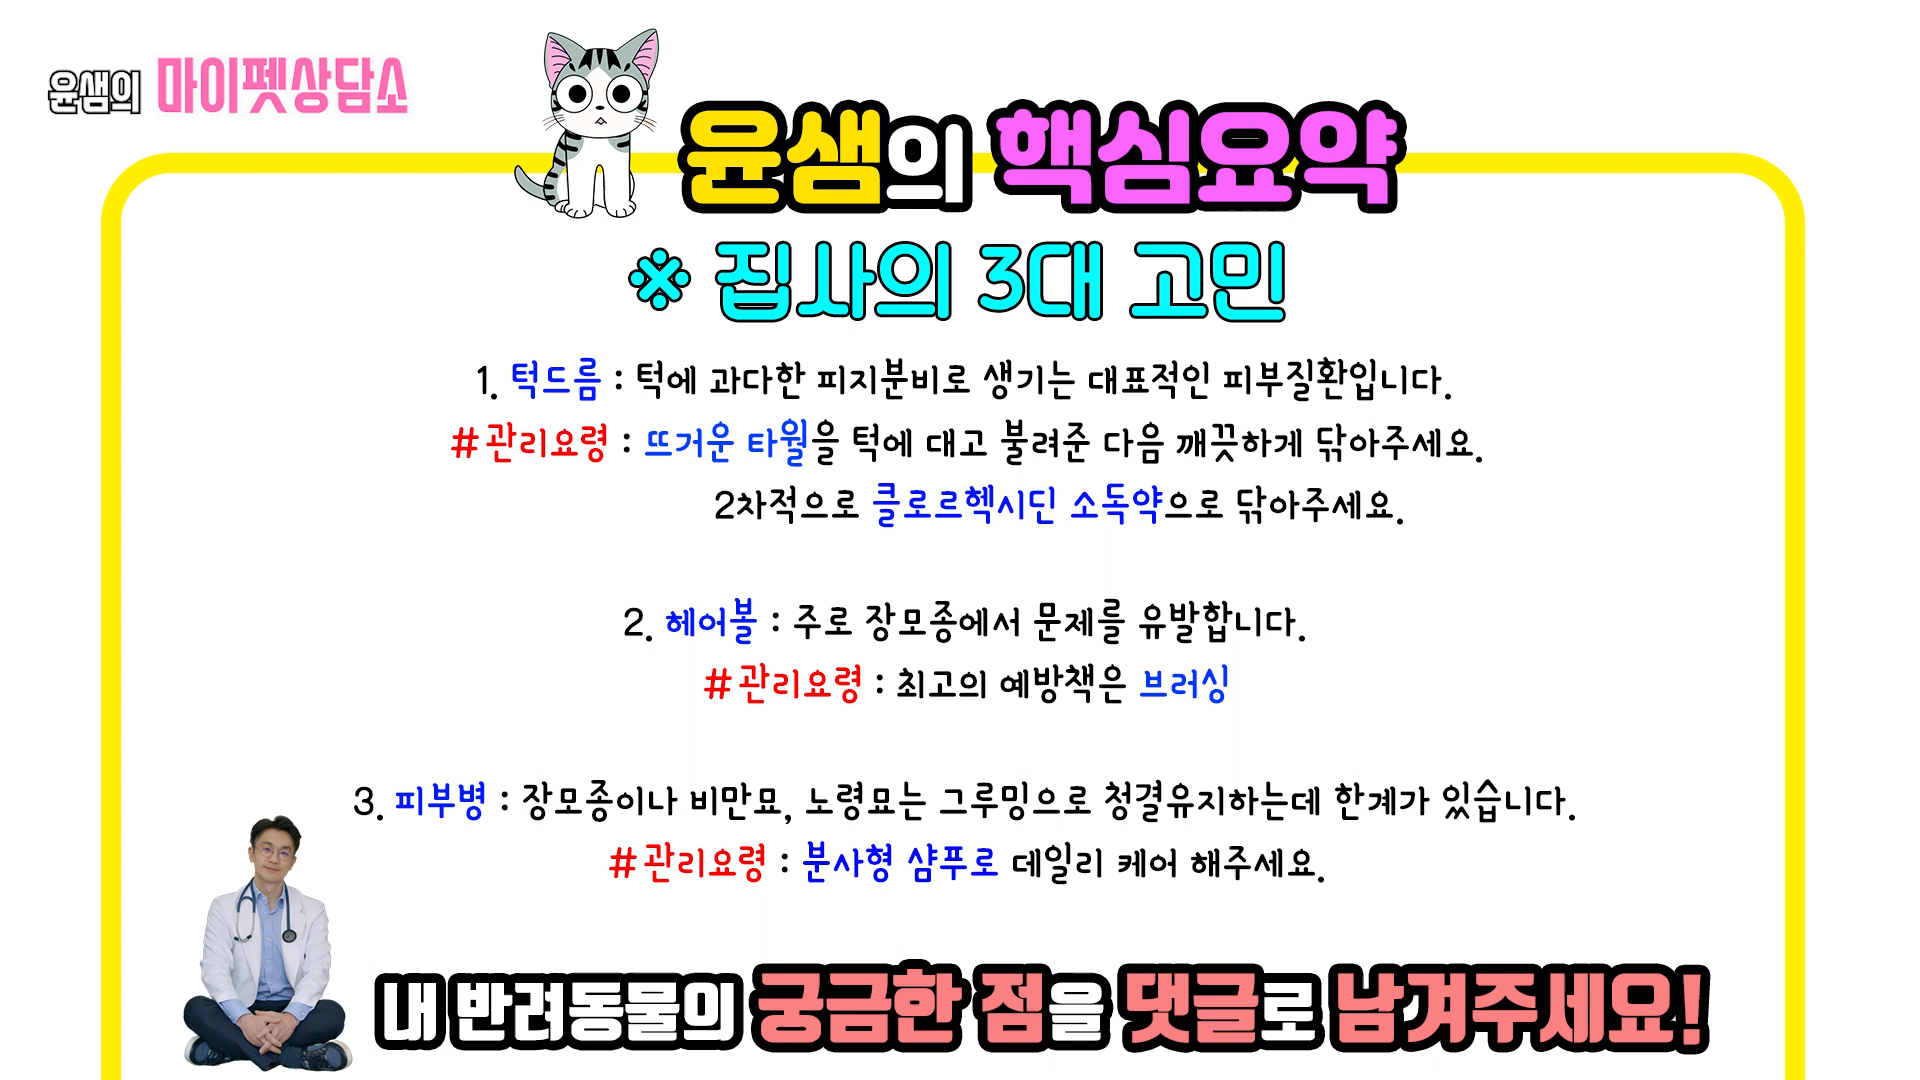 윤샘의 마이펫상담소
윤샘의 핵심요약
※ 집사의 3대 고민
1. 턱드름 : 턱에 과다한 피지분비로 생기는 대표적인 피부질환입니다.
#관리요령 : 뜨거운 타월을 턱에 대고 불려준 다음 깨끗하게 닦아주세요.
2차적으로 클로르헥시딘 소독약으로 닦아주세요.
2. 헤어볼 : 주로 장모종에서 문제를 유발합니다.
#관리요령 : 최고의 예방책은 브러싱
3. 피부병 : 장모종이나 비만묘, 노령묘는 그루밍으로 청결유지하는데 한계가 있습니다.
#관리요령 : 분사형 샴푸로 데일리 케어 해주세요.
내 반려동물의 궁금한 점을 댓글로 남겨주세요!